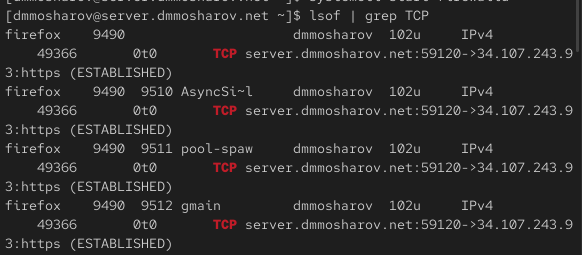 [dmmosharov@server.dmmosharov.net ~]$ lsof | grep TCP
firefox    9490                    dmmosharov  102u     IPv4
    49366       0t0       TCP server.dmmosharov.net:59120->34.107.243.9
3:https (ESTABLISHED)
firefox    9490  9510 AsyncSi~l    dmmosharov  102u     IPv4
    49366       0t0       TCP server.dmmosharov.net:59120->34.107.243.9
3:https (ESTABLISHED)
firefox    9490  9511 pool-spaw    dmmosharov  102u     IPv4
    49366       0t0       TCP server.dmmosharov.net:59120->34.107.243.9
3:https (ESTABLISHED)
firefox    9490  9512 gmain        dmmosharov  102u     IPv4
    49366       0t0       TCP server.dmmosharov.net:59120->34.107.243.9
3:https (ESTABLISHED)